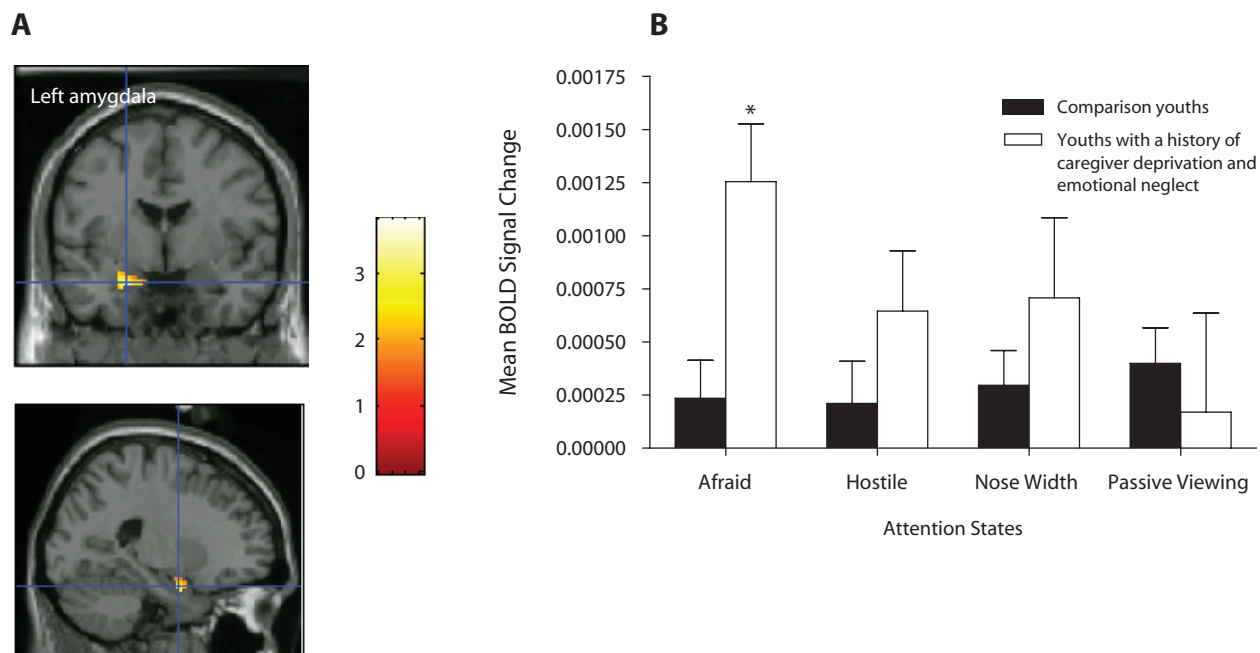 A
Left amygdala
3
2
1
0
B
Mean BOLD Signal Change
0.00175
0.00150
0.00125
0.00100
0.00075
0.00050
0.00025
0.00000
*
Comparison youths
Youths with a history of
caregiver deprivation and
emotional neglect
Afraid Hostile Nose Width Passive Viewing
Attention States